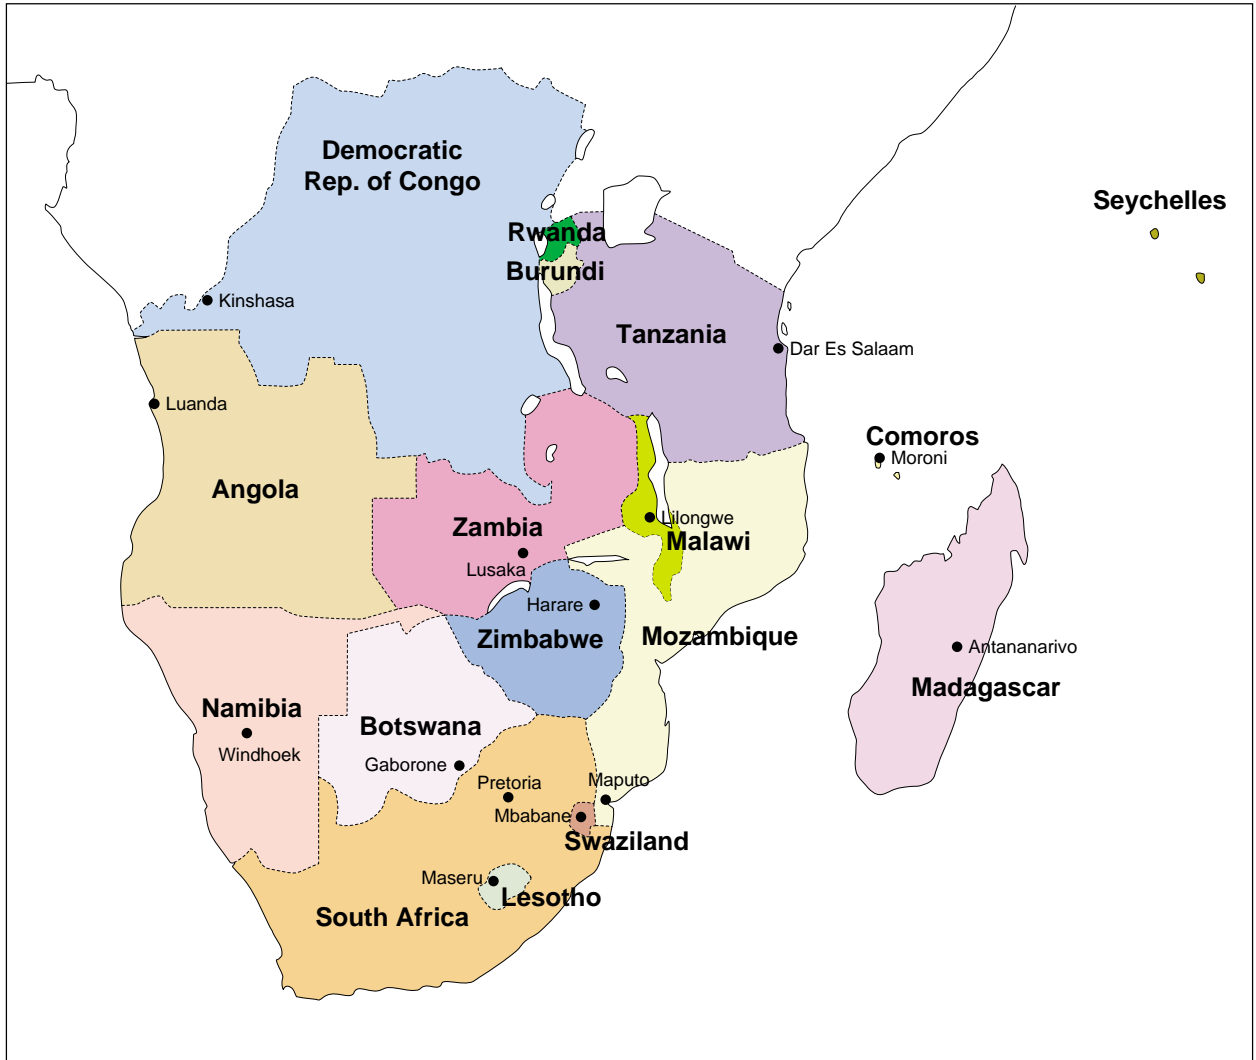 Democratic
Rep. of Congo
Seychelles
Rwanda
Burundi
Kinshasa
Tanzania
Dar Es Salaam
Luanda
Comoros
Moroni
Angola
Lilongwe
Zambia
Malawi
Lusaka
Harare
Zimbabwe
Mozambique
Antananarivo
Madagascar
Namibia
Botswana
Windhoek
Gaborone
Pretoria
Maputo
Mbabane
Swaziland
Maseru
Lesotho
South Africa